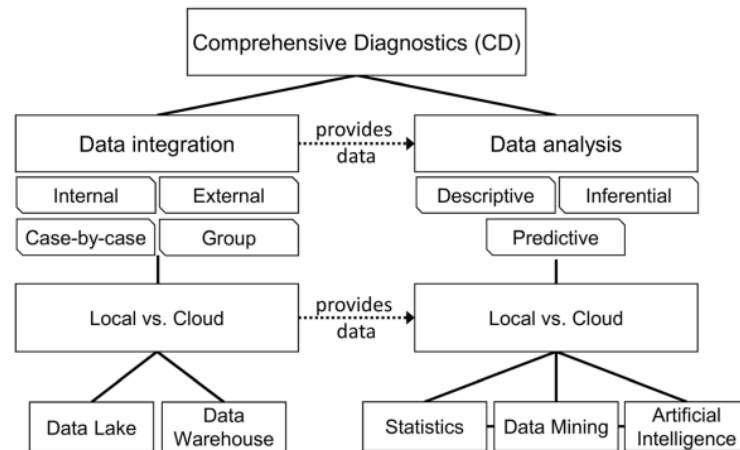 Comprehensive Diagnostics (CD)
Data integration
provides
data
Data analysis
Internal
External
Descriptive
Inferential
Case-by-case
Group
Predictive
Local vs. Cloud
provides
data
Local vs. Cloud
Data Lake
Data
Warehouse
Statistics
Data Mining
Artificial
Intelligence